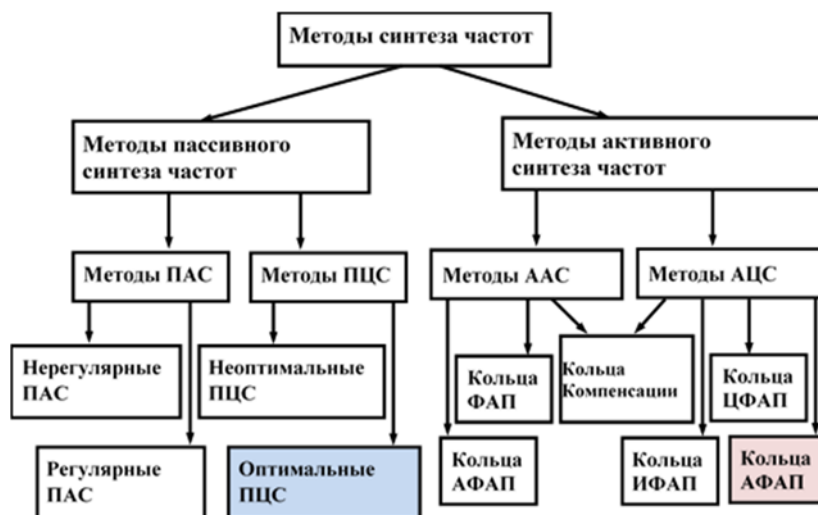 Методы синтеза частот
Методы пассивного
синтеза частот
Методы активного
синтеза частот
Методы ПАС
Методы ПЦС
Методы ААС
Методы АЦС
Нерегулярные
ПАС
Неоптимальные
ПЦС
Кольца
ФАП
Кольца
Компенсации
Кольца
ЦФАП
Регулярные
ПАС
Оптимальные
ПЦС
Кольца
АФАП
Кольца
ИФАП
Кольца
АФАП